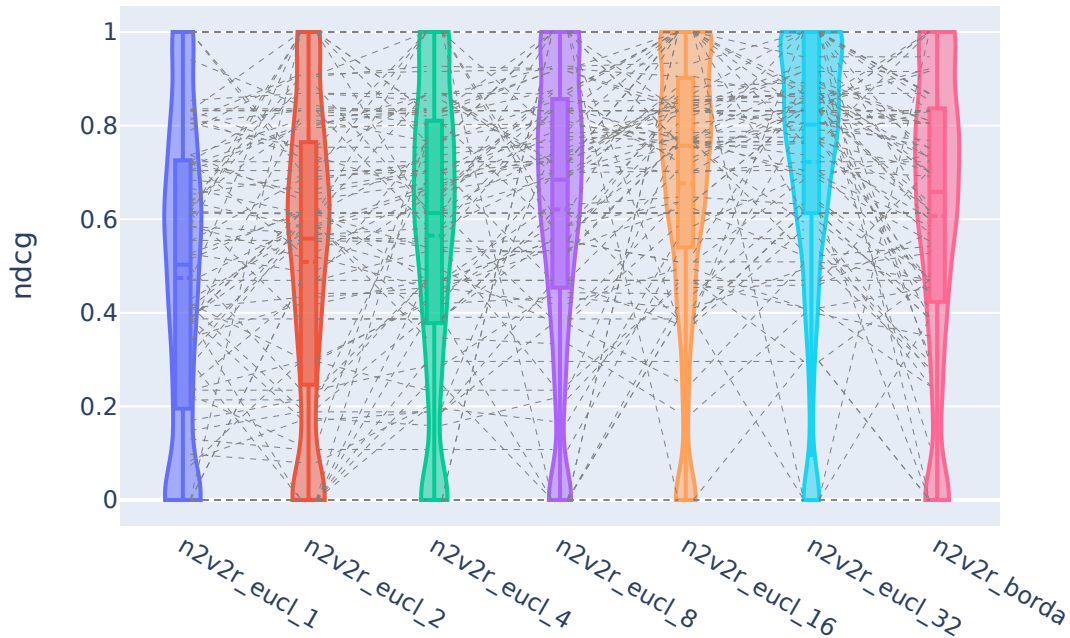 1
0.8
0.6
0.4
0.2
0
ndcg
n2v2r_eucl_1
n2v2r_eucl_2
n2v2r_eucl_4
n2v2r_eucl_8
n2v2r_eucl_16
n2v2r_eucl_32
n2v2r_borda